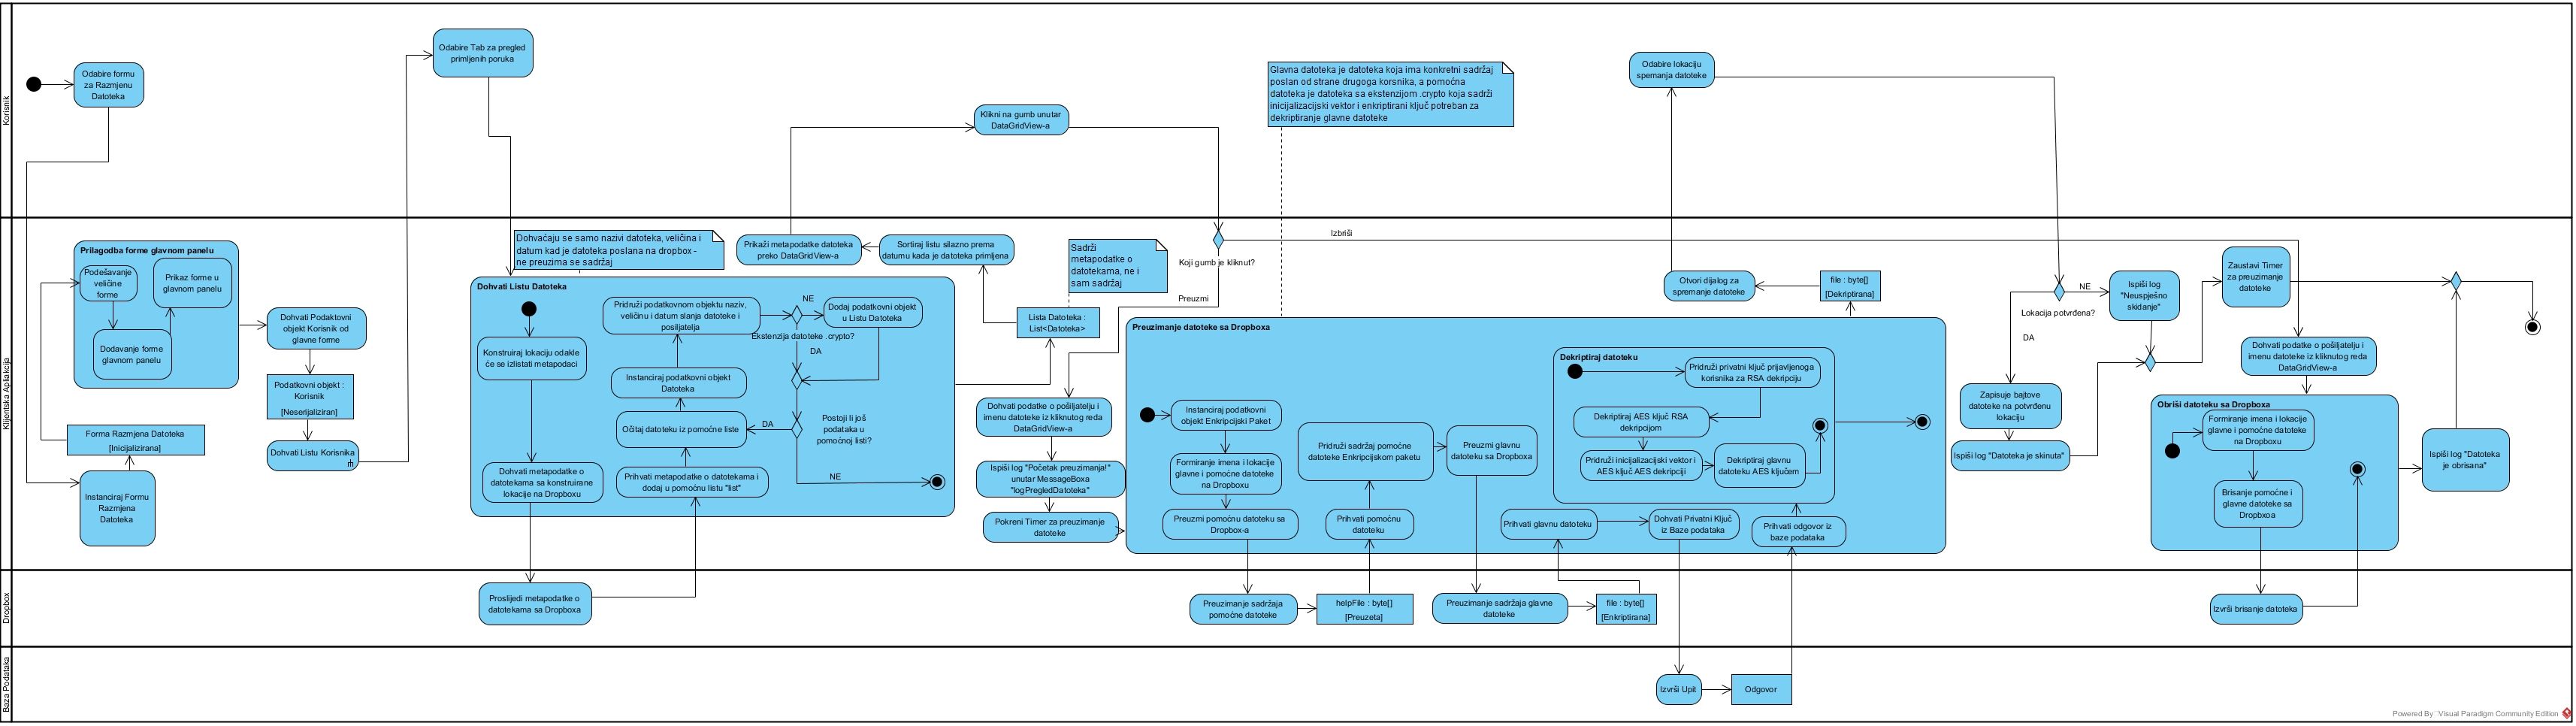 Korisnik
Odabire formu
za Razmjenu
Datoteka
Odabire Tab za pregled
primljenih poruka
Klikni na gumb unutar
DataGridView-a
Glavna datoteka je datoteka koja ima konkretni sadržaj
poslan od strane drugoga korsnika, a pomoćna
datoteka je datoteka sa ekstenzijom .crypto koja sadrži
inicijalizacijski vektor i enkriptirani ključ potreban za
dekriptiranje glavne datoteke
Odabire lokaciju
spemanja datoteke
Klijentska Apliakcija
Prilagodba forme glavnom panelu
Podešavanje
veličine
forme
Prikaz forme u
glavnom panelu
Dodavanje forme
glavnom panelu
Forma Razmjena Datoteka
[Inicijalizirana]
Instanciraj Formu
Razmjena
Datoteka
Dohvati Podaktovni
objekt Korisnik od
glavne forme
Podatkovni objekt :
Korisnik
[Neserijaliziran]
Dohvati Listu Korisnika
Dohvaćaju se samo nazivi datoteka, veličina i
datum kad je datoteka poslana na dropbox -
ne preuzima se sadržaj
Dohvati Listu Datoteka
Konstruiraj lokaciju odakle
će se izlistati metapodaci
Dohvati metapodatke o
datotekama sa konstruirane
lokacije na Dropboxu
Pridruži podatkovnom objektu naziv,
veličinu i datum slanja datoteke i
posiljatelja
Instanciraj podatkovni objekt
Datoteka
Očitaj datoteku iz pomoćne liste
Prihvati metapodatke o datotekama i
dodaj u pomoćnu listu "list"
NE
Dodaj podatkovni objekt
u Listu Datoteka
Ekstenzija datoteke .crypto?
DA
DA
Postoji li još
podataka u
pomoćnoj listi?
NE
Prikaži metapodatke datoteka
preko DataGridView-a
Sortiraj listu silazno prema
datumu kada je datoteka primljena
Lista Datoteka :
List<Datoteka>
Sadrži
metapodatke o
datotekama, ne i
sam sadržaj
Koji gumb je kliknut?
Izbriši
Preuzmi
Dohvati podatke o pošiljatelju i
imenu datoteke iz kliknutog reda
DataGridView-a
Ispiši log "Početak preuzimanja!"
unutar MessageBoxa
"logPregledDatoteka"
Pokreni Timer za preuzimanje
datoteke
Preuzimanje datoteke sa Dropboxa
Instanciraj podatkovni
objekt Enkripcijski Paket
Formiranje imena i lokacije
glavne i pomoćne datoteke
na Dropboxu
Preuzmi pomoćnu datoteku sa
Dropbox-a
Pridruži sadržaj pomoćne
datoteke Enkripcijskom paketu
Prihvati pomoćnu
datoteku
Preuzmi glavnu
datoteku sa Dropboxa
Prihvati glavnu datoteku
Dohvati Privatni Ključ
iz Baze podataka
Prihvati odgovor iz
baze podataka
Dekriptiraj datoteku
Pridruži privatni ključ prijavljenoga
korisnika za RSA dekripciju
Dekriptiraj AES ključ RSA
dekripcijom
Pridruži inicijalizacijski vektor i
AES ključ AES dekripciji
Dekriptiraj glavnu
datoteku AES ključem
Otvori dijalog za
spremanje datoteke
file : byte[]
[Dekriptirana]
NE
Lokacija potvrđena?
DA
Ispiši log
"Neuspješno
skidanje"
Zapisuje bajtove
datoteke na potvrđenu
lokaciju
Ispiši log "Datoteka je skinuta"
Zaustavi Timer
za preuzimanje
datoteke
Dohvati podatke o pošiljatelju i
imenu datoteke iz kliknutog reda
DataGridView-a
Obriši datoteku sa Dropboxa
Formiranje imena i lokacije
glavne i pomoćne datoteke
na Dropboxu
Brisanje pomoćne i
glavne datoteke sa
Dropbxoa
Ispiši log "Datoteka
je obrisana"
Dropbox
Proslijedi metapodatke o
datotekama sa Dropboxa
Preuzimanje sadržaja
pomoćne datoteke
helpFile : byte[]
[Preuzeta]
Preuzimanje sadržaja glavne
datoteke
file : byte[]
[Enkriptirana]
Izvrši brisanje datoteka
Baza Podataka
Izvrši Upit
Odgovor
Powered By Visual Paradigm Community Edition